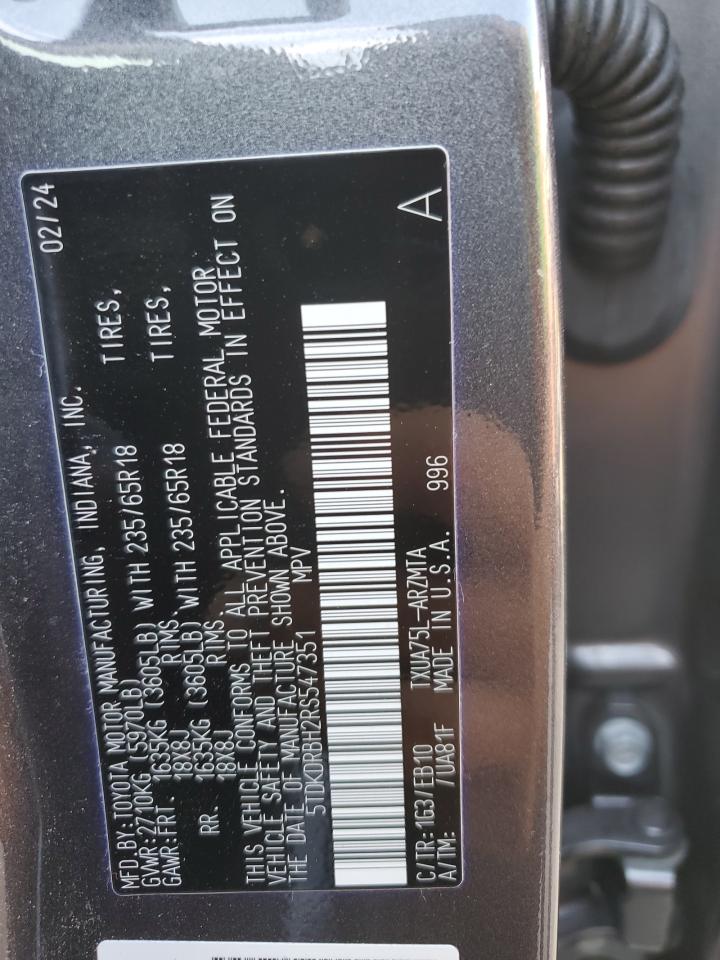 MFD.BY:TOYOTA MOTOR MANUFACTURING, INDIANA, INC. 02/24
GVWR:2710KG (5970LB)
GAWR:FRT. 1635KG (3605LB) WITH 235/65R18 TIRES,
18X8J RIMS.
RR. 1635KG (3605LB) WITH 235/65R18 TIRES,
18X8J RIMS
THIS VEHICLE CONFORMS TO ALL APPLICABLE FEDERAL MOTOR
VEHICLE SAFETY AND THEFT PREVENTION STANDARDS IN EFFECT ON
THE DATE OF MANUFACTURE SHOWN ABOVE.
5TDKDRBH2RS547351 MPV
C/TR:1G3/EB10 TXUA75L-ARZMTA
A/TM: /UA81F MADE IN U.S.A. 996 A